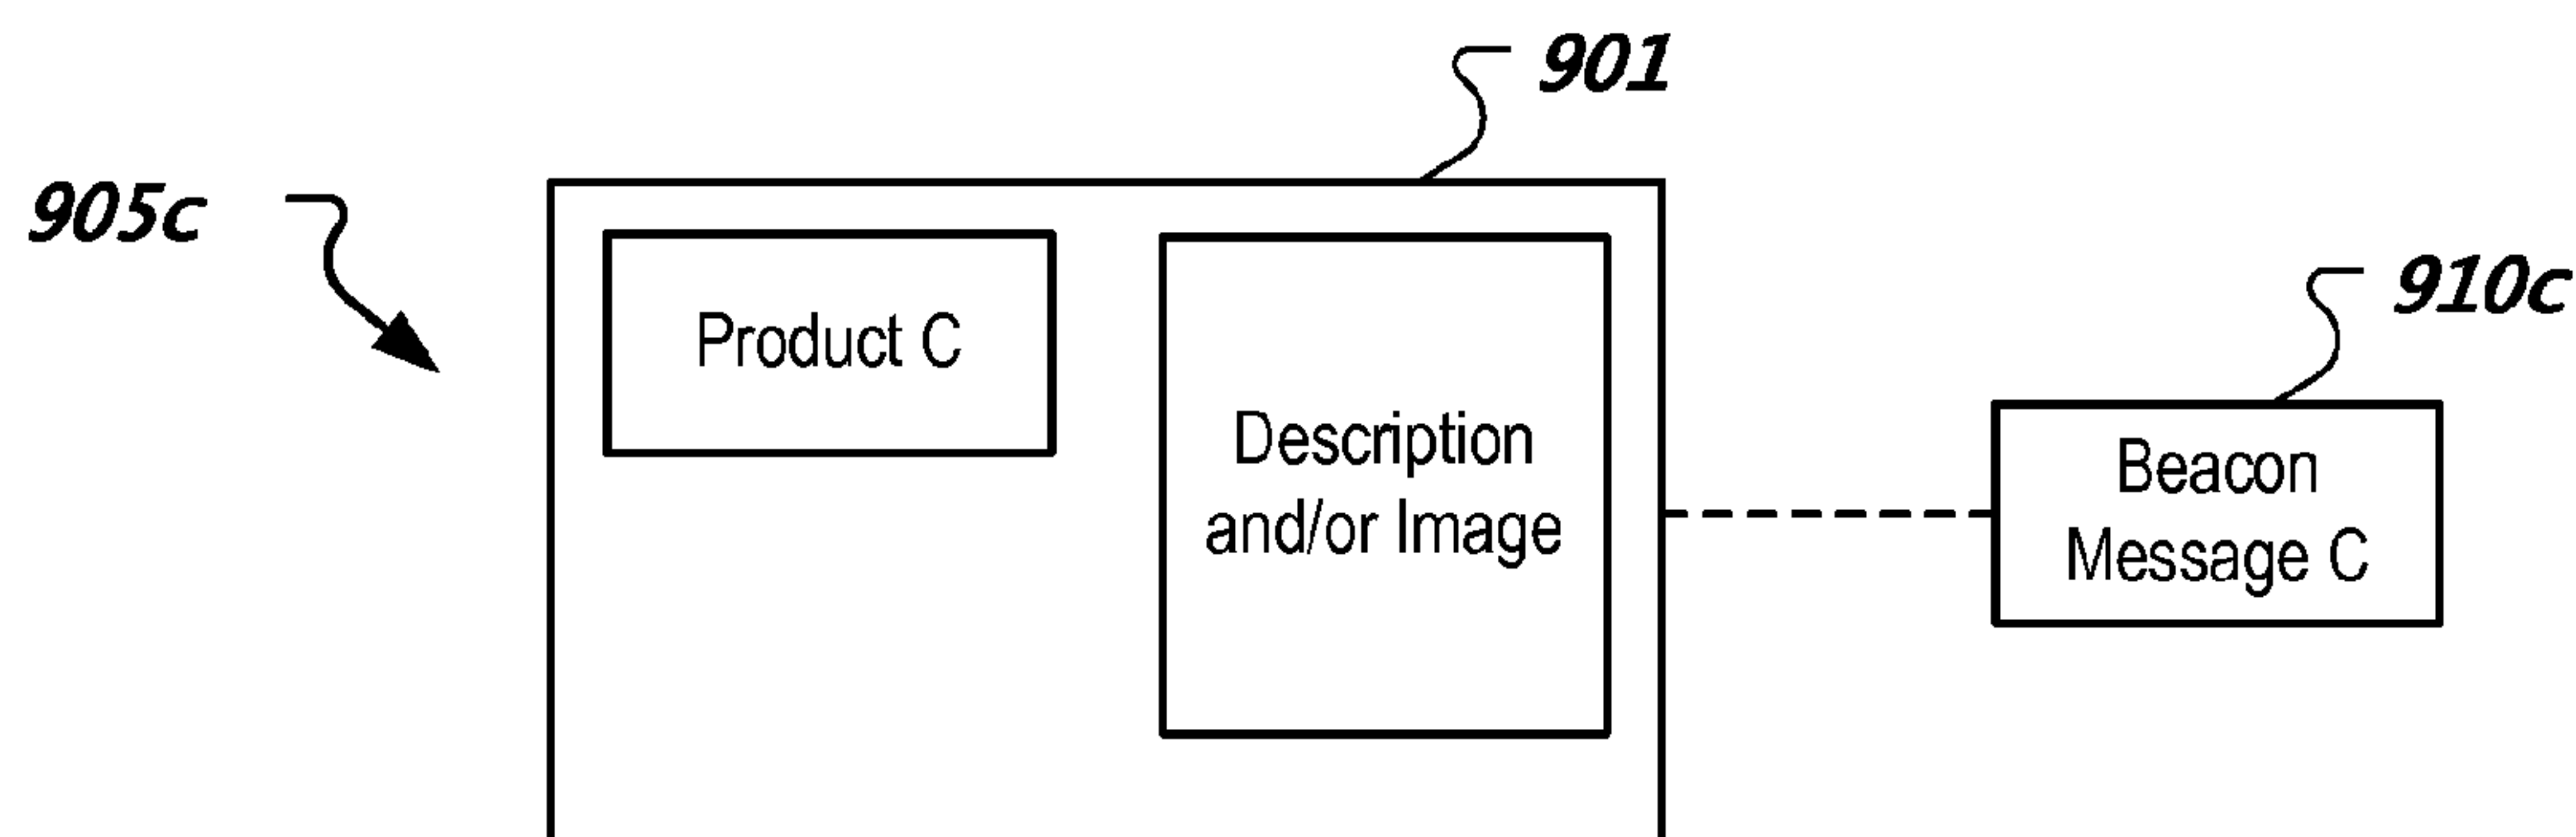 901
905c
910c
Product C
Description
and/or Image
Beacon
Message C